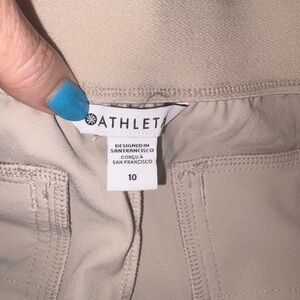 ATHLETA
DESIGNED IN
SAN FRANCISCO
CONÇU À
SAN FRANCISCO
10